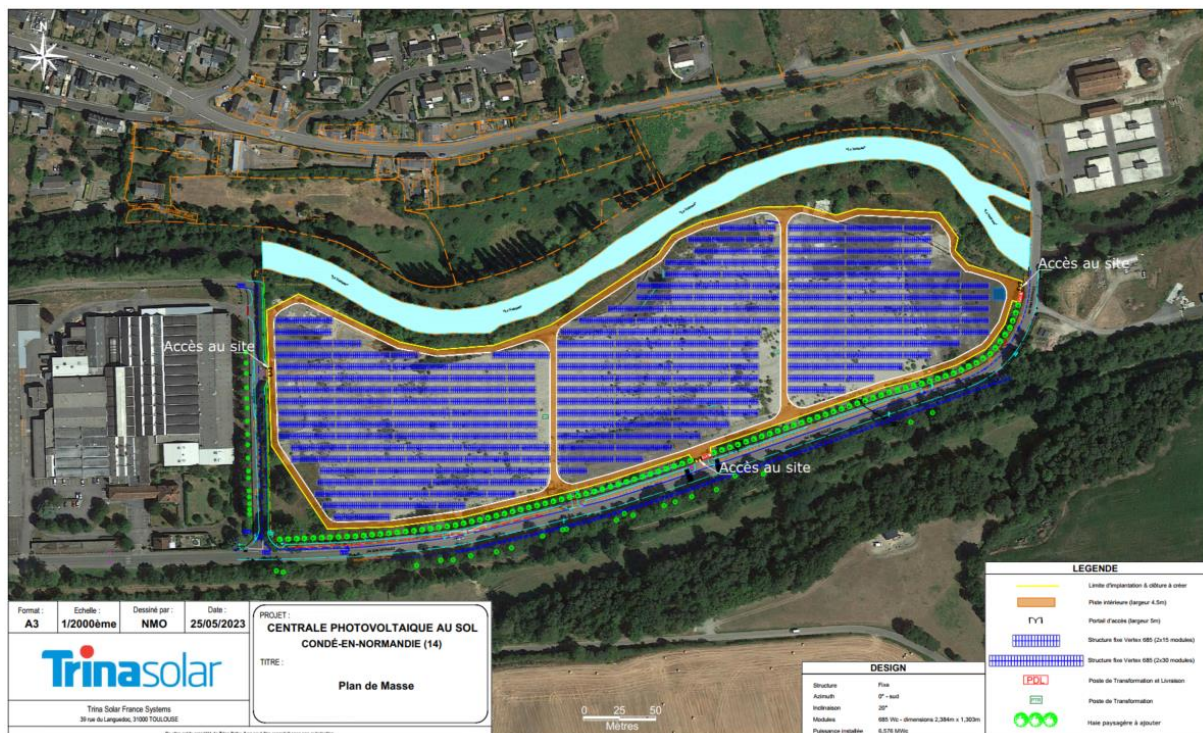 N
Accès au site
Accès au site
Accès au site
Format :
A3
Echelle :
1/2000ème
Dessiné par :
NMO
Date :
25/05/2023
Trinasolar
Trina Solar France Systems
39 rue du Languedoc, 31000 TOULOUSE
PROJET :
CENTRALE PHOTOVOLTAIQUE AU SOL
CONDÉ-EN-NORMANDIE (14)
TITRE :
Plan de Masse
0 25 50
Mètres
DESIGN
Structure Fixe
Azimuth 0° - sud
Inclinaison 20°
Modules 685 Wc - dimensions 2,384m x 1,303m
Puissance installée 6,576 MWc
LEGENDE
Limite d'implantation & clôture à créer
Piste intérieure (largeur 4.5m)
Portail d'accès (largeur 5m)
Structure fixe Vertex 685 (2x15 modules)
Structure fixe Vertex 685 (2x30 modules)
PDL Poste de Transformation et Livraison
Poste de Transformation
Haie paysagère à ajouter